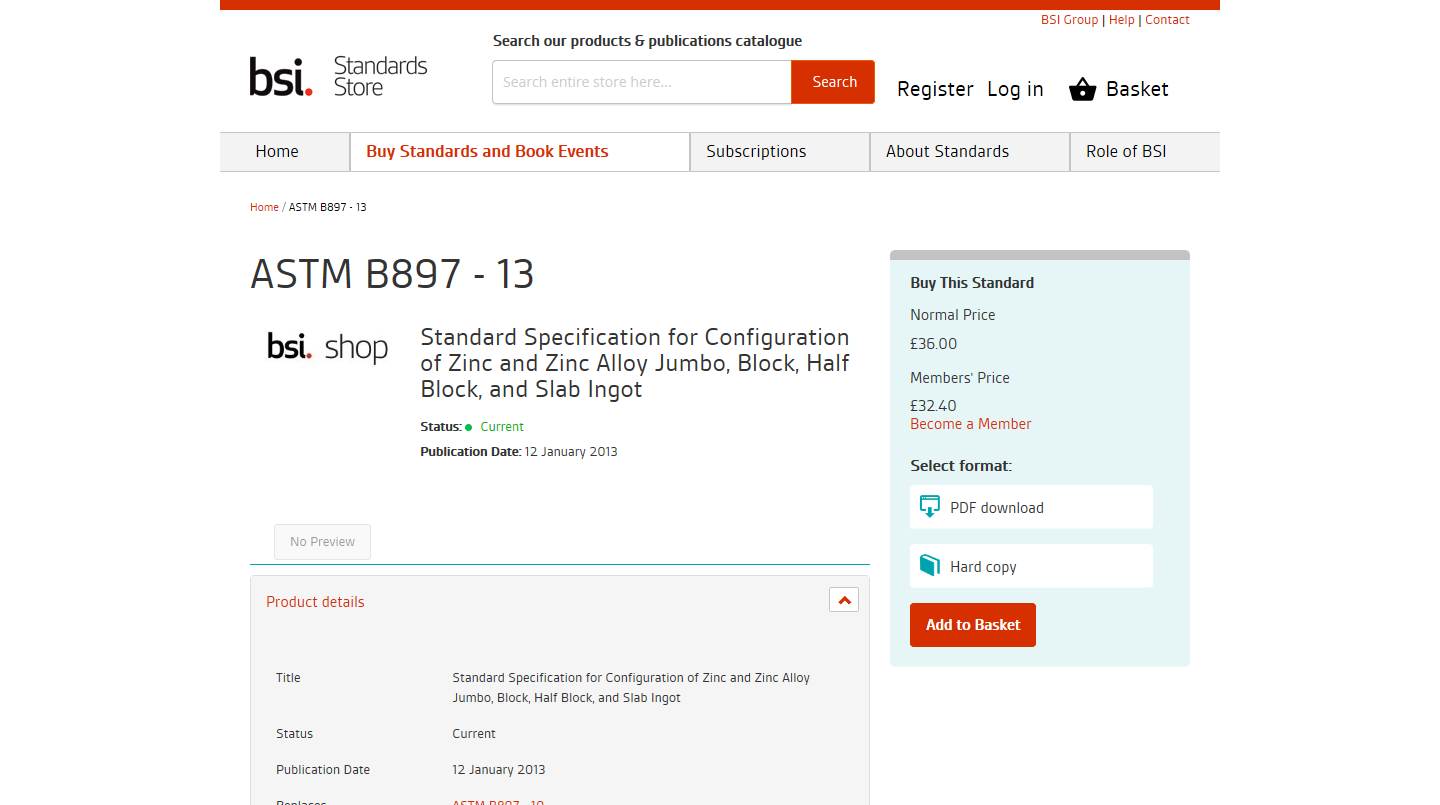 BSI Group | Help | Contact
Search our products & publications catalogue
bsi. Standards Store
Search entire store here...
Search
Register
Log in
Basket
Home
Buy Standards and Book Events
Subscriptions
About Standards
Role of BSI
Home / ASTM B897 - 13
ASTM B897 - 13
bsi. shop
Standard Specification for Configuration
of Zinc and Zinc Alloy Jumbo, Block, Half
Block, and Slab Ingot
Status: Current
Publication Date: 12 January 2013
No Preview
Buy This Standard
Normal Price
£36.00
Members' Price
£32.40
Become a Member
Select format:
PDF download
Hard copy
Add to Basket
Product details
Title
Standard Specification for Configuration of Zinc and Zinc Alloy
Jumbo, Block, Half Block, and Slab Ingot
Status
Current
Publication Date
12 January 2013
Replaces
ASTM B897 - 10